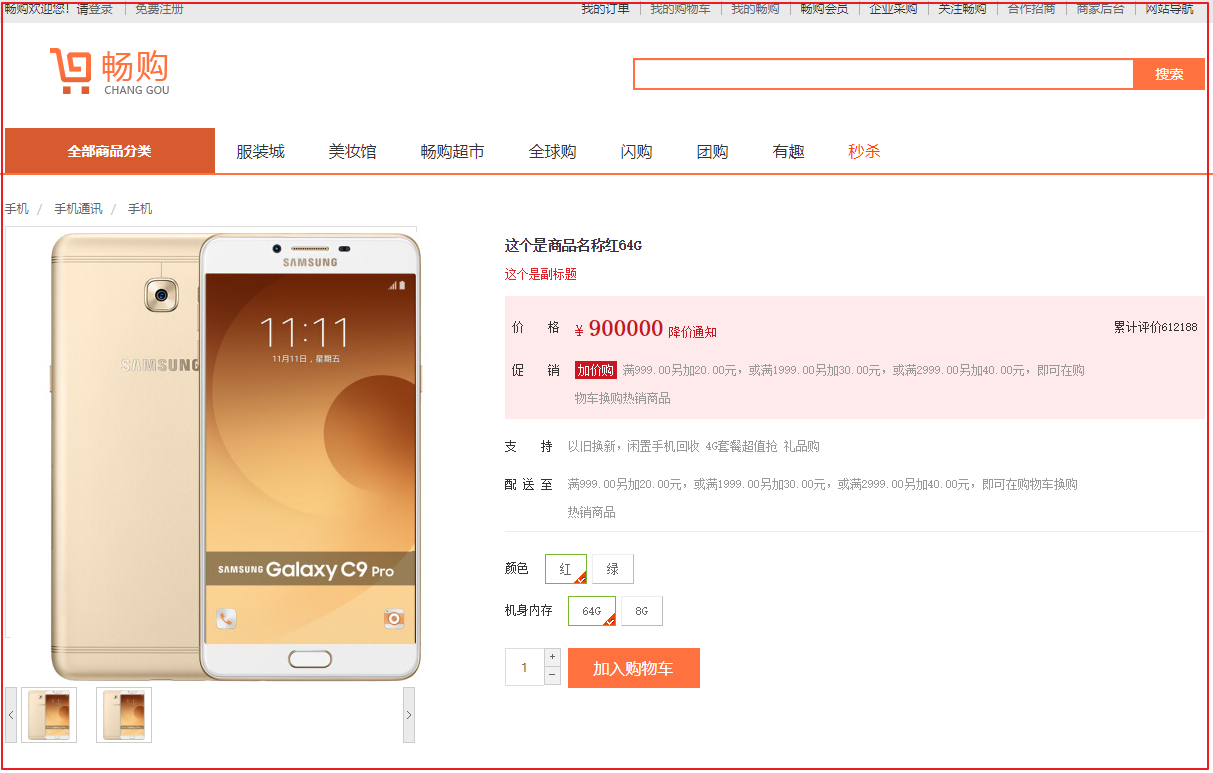 畅购欢迎您！请登录 免费注册 我的订单 我的购物车 我的畅购 畅购会员 企业采购 关注畅购 合作招商 商家后台 网站导航
畅购
CHANG GOU
搜索
全部商品分类 服装城 美妆馆 畅购超市 全球购 闪购 团购 有趣 秒杀
手机 / 手机通讯 / 手机
SAMSUNG
SAMSUNG
11:11
11月11日，星期五
SAMSUNG Galaxy C9 Pro
这个是商品名称红64G
这个是副标题
价 格 ¥ 900000 降价通知 累计评价612188
促 销 加价购 满999.00另加20.00元，或满1999.00另加30.00元，或满2999.00另加40.00元，即可在购
物车换购热销商品
支 持 以旧换新，闲置手机回收 4G套餐超值抢 礼品购
配 送 至 满999.00另加20.00元，或满1999.00另加30.00元，或满2999.00另加40.00元，即可在购物车换购
热销商品
颜色 红 绿
机身内存 64G 8G
1 + − 加入购物车
< >